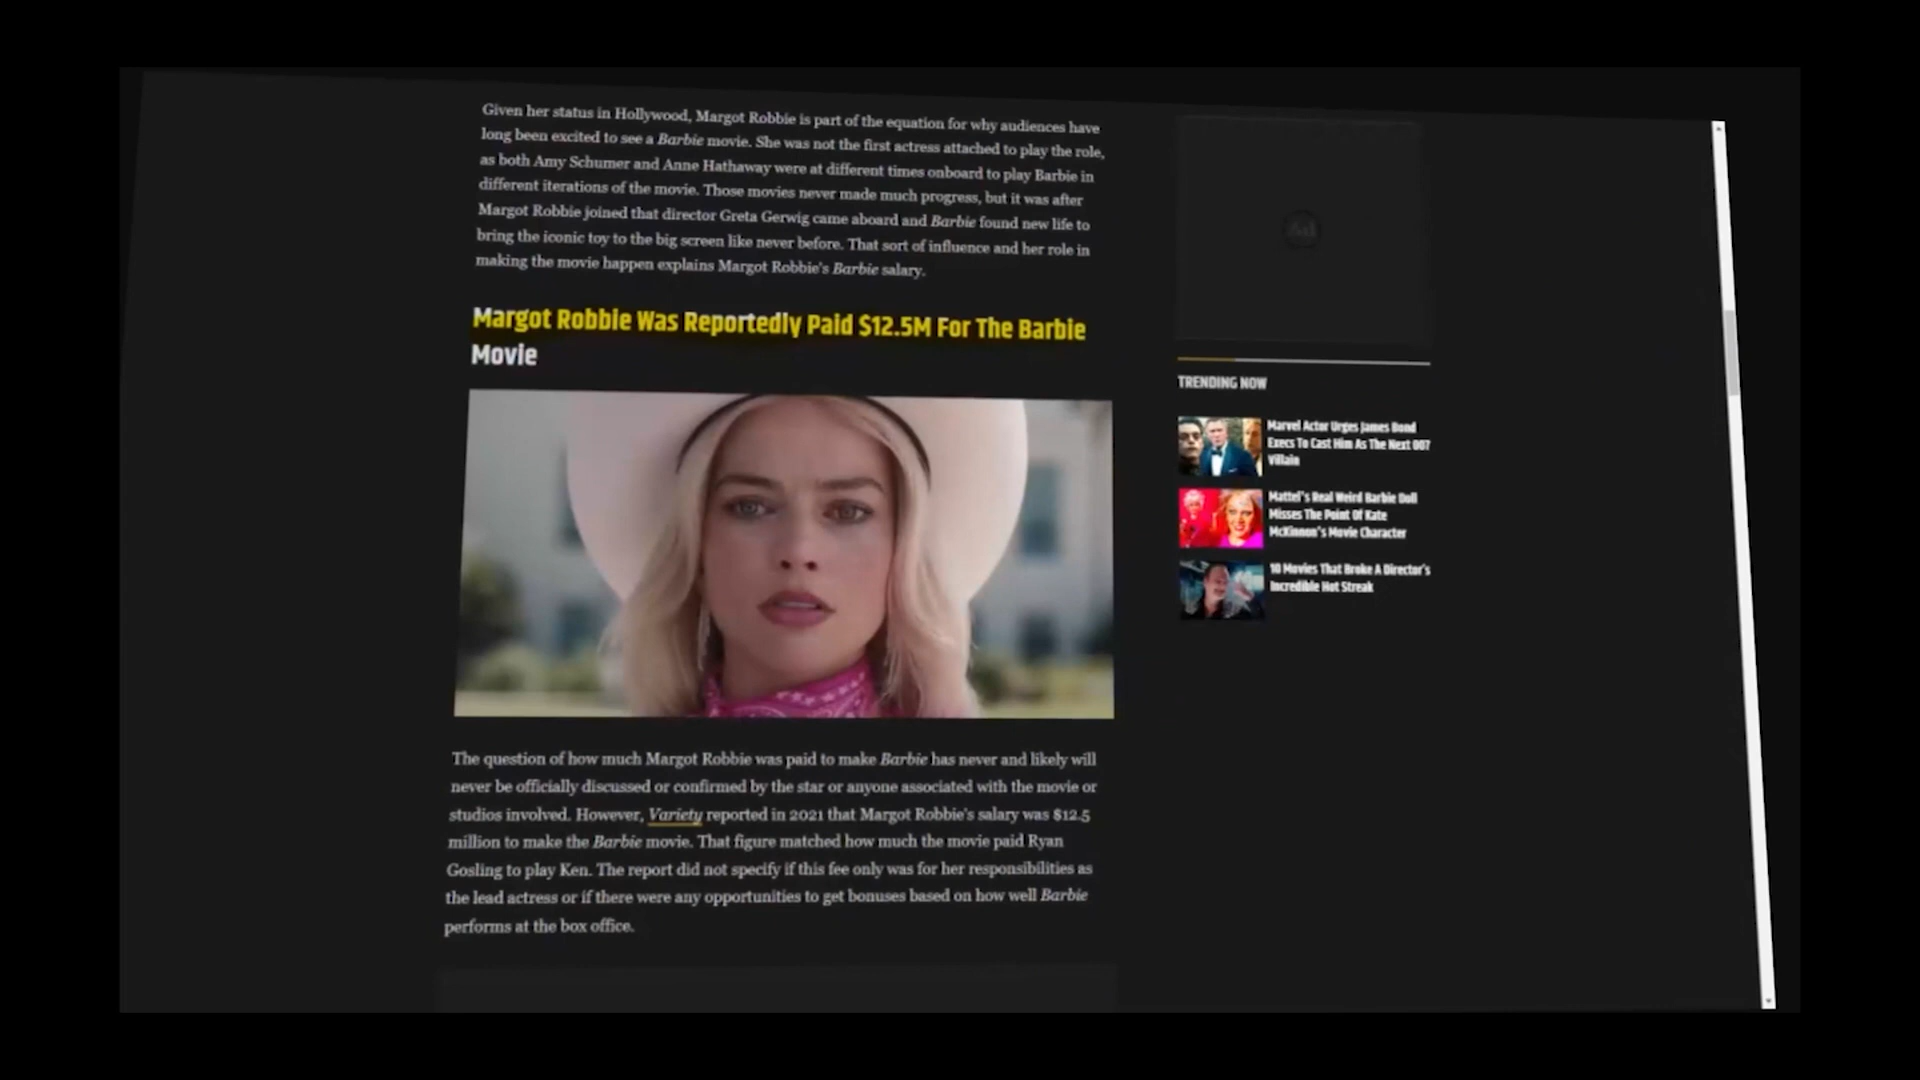 Given her status in Hollywood, Margot Robbie is part of the equation for why audiences have
long been excited to see a Barbie movie. She was not the first actress attached to play the role,
as both Amy Schumer and Anne Hathaway were at different times onboard to play Barbie in
different iterations of the movie. Those movies never made much progress, but it was after
Margot Robbie joined that director Greta Gerwig came aboard and Barbie found new life to
bring the iconic toy to the big screen like never before. That sort of influence and her role in
making the movie happen explains Margot Robbie's Barbie salary.
Margot Robbie Was Reportedly Paid $12.5M For The Barbie
Movie
The question of how much Margot Robbie was paid to make Barbie has never and likely will
never be officially discussed or confirmed by the star or anyone associated with the movie or
studios involved. However, Variety reported in 2021 that Margot Robbie's salary was $12.5
million to make the Barbie movie. That figure matched how much the movie paid Ryan
Gosling to play Ken. The report did not specify if this fee only was for her responsibilities as
the lead actress or if there were any opportunities to get bonuses based on how well Barbie
performs at the box office.
Ad
TRENDING NOW
Marvel Actor Urges James Bond
Execs To Cast Him As The Next 007
Villain
Mattel's Real Weird Barbie Doll
Misses The Point Of Kate
McKinnon's Movie Character
10 Movies That Broke A Director's
Incredible Hot Streak